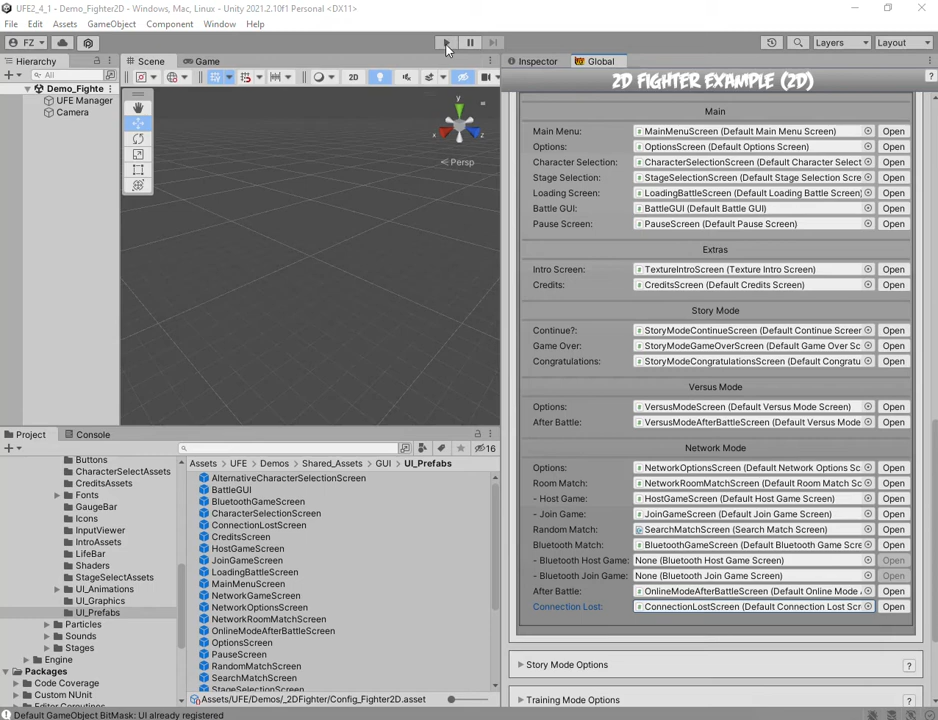 UFE2_4_1 - Demo_Fighter2D - Windows, Mac, Linux - Unity 2021.2.10f1 Personal <DX11>
File Edit Assets GameObject Component Window Help
FZ Layers Layout
Hierarchy
All
Demo_Fighte
UFE Manager
Camera
Scene Game
2D
y
x
z
Persp
Inspector Global
2D FIGHTER EXAMPLE (2D)
?
Main
Main Menu: MainMenuScreen (Default Main Menu Screen) Open
Options: OptionsScreen (Default Options Screen) Open
Character Selection: CharacterSelectionScreen (Default Character Select Open
Stage Selection: StageSelectionScreen (Default Stage Selection Scre Open
Loading Screen: LoadingBattleScreen (Default Loading Battle Screen) Open
Battle GUI: BattleGUI (Default Battle GUI) Open
Pause Screen: PauseScreen (Default Pause Screen) Open
Extras
Intro Screen: TextureIntroScreen (Texture Intro Screen) Open
Credits: CreditsScreen (Default Credits Screen) Open
Story Mode
Continue?: StoryModeContinueScreen (Default Continue Screen Open
Game Over: StoryModeGameOverScreen (Default Game Over Sc Open
Congratulations: StoryModeCongratulationsScreen (Default Congratu Open
Versus Mode
Options: VersusModeScreen (Default Versus Mode Screen) Open
After Battle: VersusModeAfterBattleScreen (Default Versus Mode Open
Network Mode
Options: NetworkOptionsScreen (Default Network Options Sc Open
Room Match: NetworkRoomMatchScreen (Default Room Match Sc Open
- Host Game: HostGameScreen (Default Host Game Screen) Open
- Join Game: JoinGameScreen (Default Join Game Screen) Open
Random Match: SearchMatchScreen (Search Match Screen) Open
Bluetooth Match: BluetoothGameScreen (Default Bluetooth Game Scre Open
- Bluetooth Host Game: None (Bluetooth Host Game Screen) Open
- Bluetooth Join Game: None (Bluetooth Join Game Screen) Open
After Battle: OnlineModeAfterBattleScreen (Default Online Mode Open
Connection Lost: ConnectionLostScreen (Default Connection Lost Scr Open
Story Mode Options ?
Training Mode Options ?
Project Console
16
Buttons
CharacterSelectAssets
CreditsAssets
Fonts
GaugeBar
Icons
InputViewer
IntroAssets
LifeBar
Shaders
StageSelectAssets
UI_Animations
UI_Graphics
UI_Prefabs
Particles
Sounds
Stages
Engine
Packages
Code Coverage
Custom NUnit
Editor Coroutines
Assets UFE Demos Shared_Assets GUI UI_Prefabs
AlternativeCharacterSelectionScreen
BattleGUI
BluetoothGameScreen
CharacterSelectionScreen
ConnectionLostScreen
CreditsScreen
HostGameScreen
JoinGameScreen
LoadingBattleScreen
MainMenuScreen
NetworkGameScreen
NetworkOptionsScreen
NetworkRoomMatchScreen
OnlineModeAfterBattleScreen
OptionsScreen
PauseScreen
RandomMatchScreen
SearchMatchScreen
StageSelectionScreen
Assets/UFE/Demos/_2DFighter/Config_Fighter2D.asset
Default GameObject BitMask: UI already registered